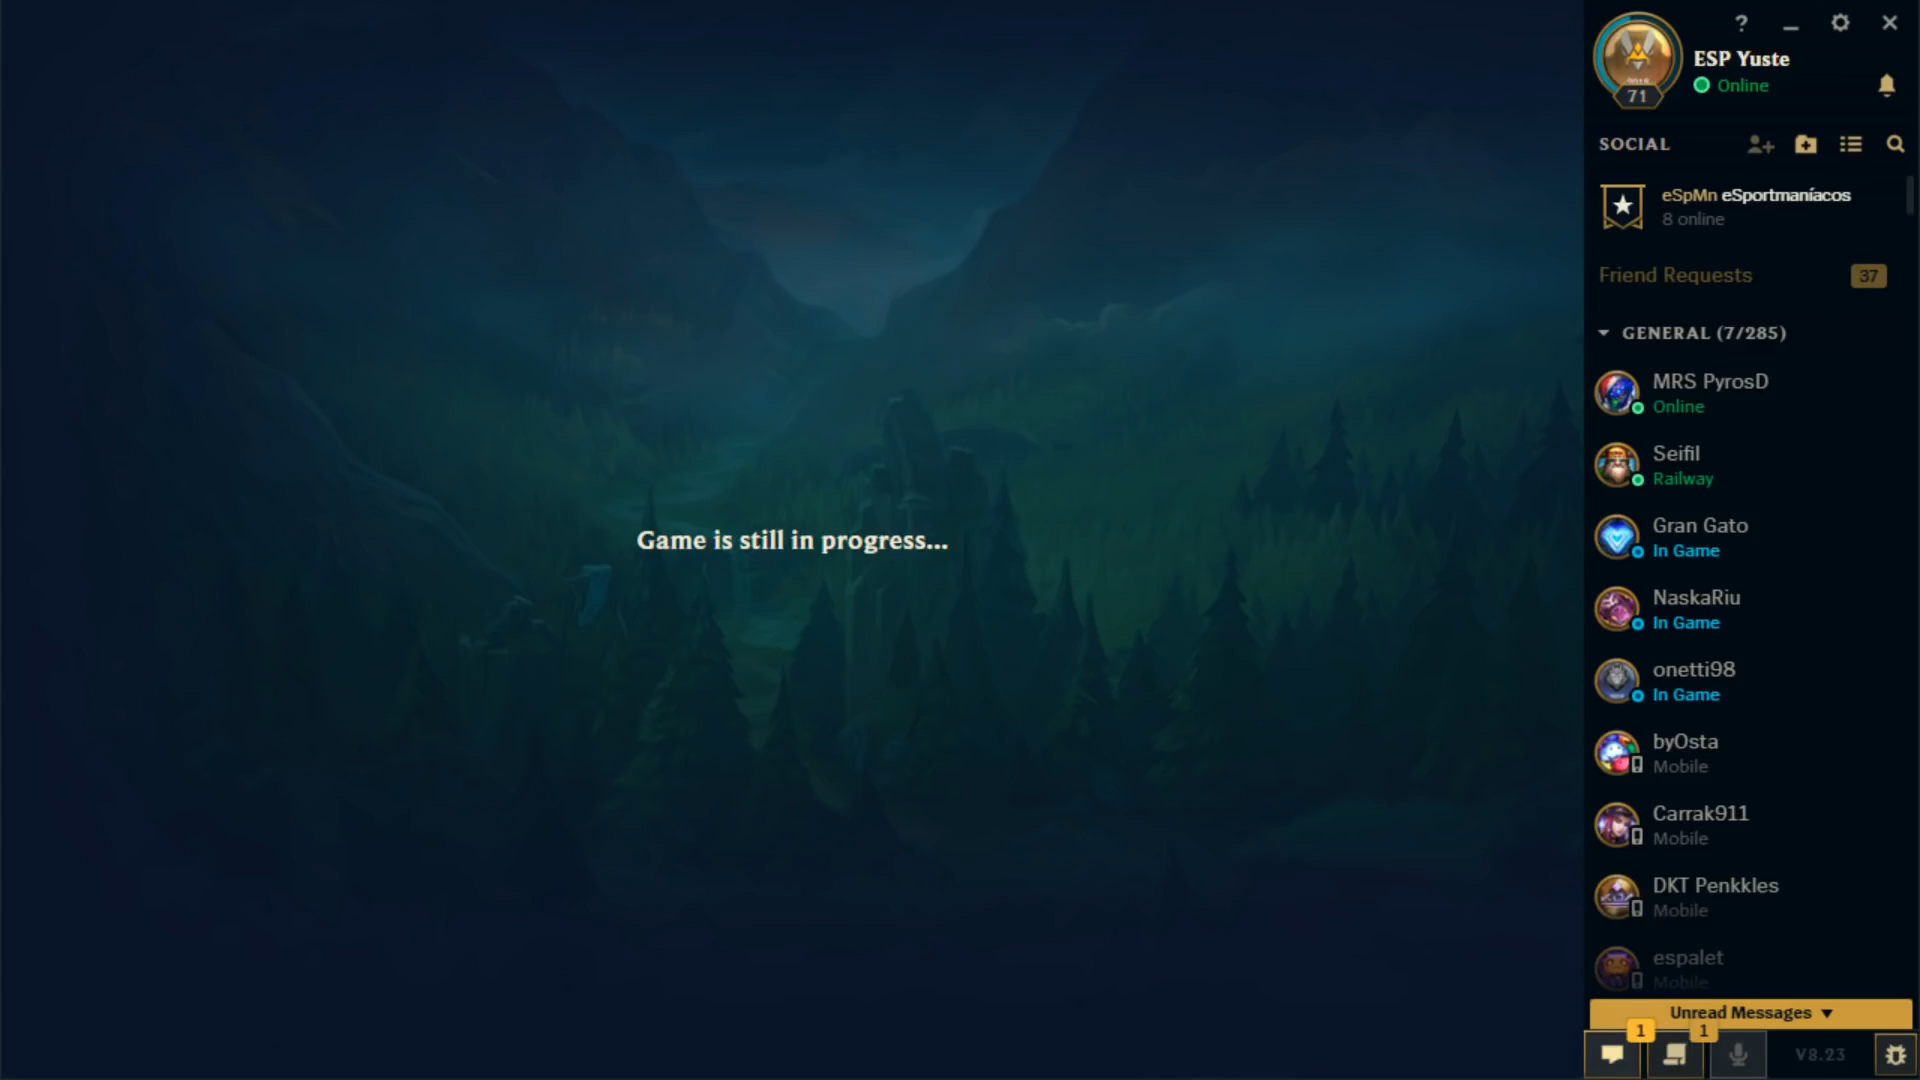 ?
ESP Yuste
Online
71
SOCIAL
eSpMn eSportmaníacos
8 online
Friend Requests
37
GENERAL (7/285)
MRS PyrosD
Online
Seifil
Railway
Gran Gato
In Game
NaskaRiu
In Game
onetti98
In Game
byOsta
Mobile
Carrak911
Mobile
DKT Penkkles
Mobile
espalet
Mobile
Unread Messages
1
1
V8.23
Game is still in progress...